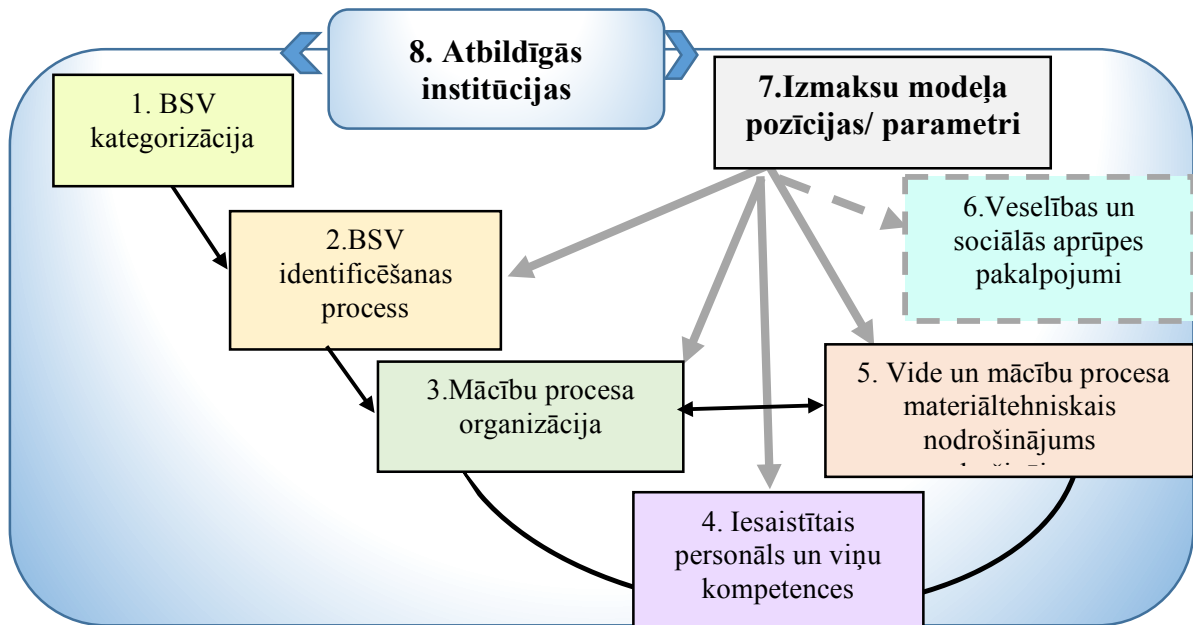 8. Atbildīgās
institūcijas
1. BSV
kategorizācija
7.Izmaksu modeļa
pozīcijas/ parametri
2.BSV
identificēšanas
process
6.Veselības un
sociālās aprūpes
pakalpojumi
3.Mācību procesa
organizācija
5. Vide un mācību procesa
materiāltehniskais
nodrošinājums
4. Iesaistītais
personāls un viņu
kompetences